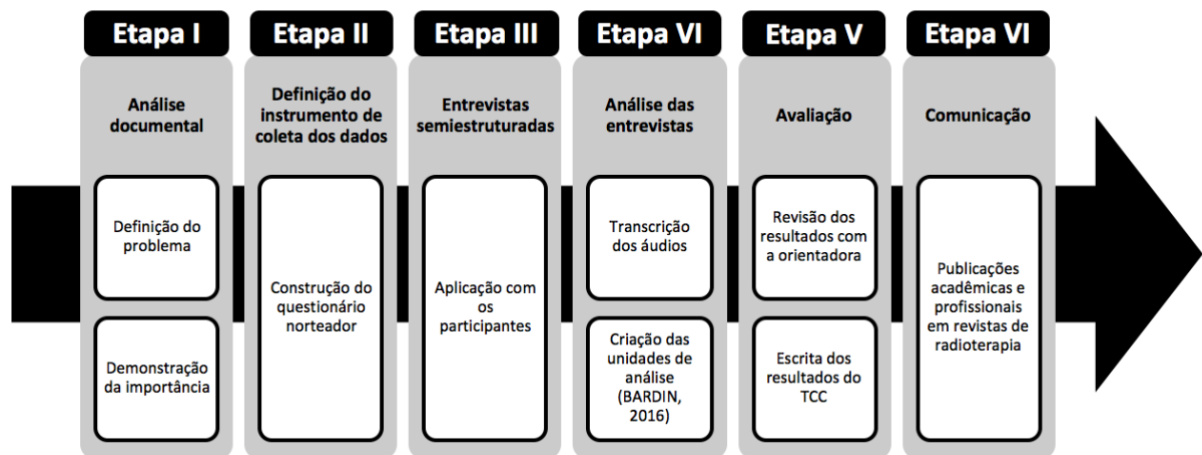 Etapa I
Análise
documental
Definição do
problema
Demonstração
da importância
Etapa II
Definição do
instrumento de
coleta dos dados
Construção do
questionário
norteador
Etapa III
Entrevistas
semiestruturadas
Aplicação com
os
participantes
Etapa VI
Análise das
entrevistas
Transcrição
dos áudios
Criação das
unidades de
análise
(BARDIN,
2016)
Etapa V
Avaliação
Revisão dos
resultados com
a orientadora
Escrita dos
resultados do
TCC
Etapa VI
Comunicação
Publicações
acadêmicas e
profissionais
em revistas de
radioterapia